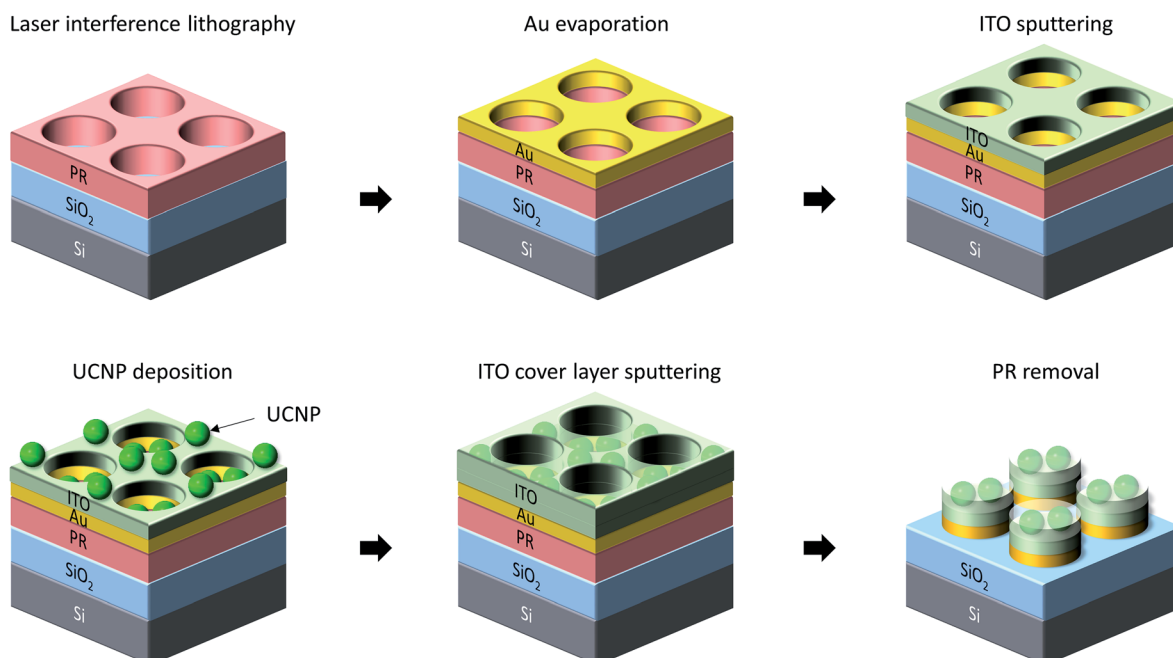 Laser interference lithography
Au evaporation
ITO sputtering
PR
SiO₂
Si
Au
PR
SiO₂
Si
ITO
Au
PR
SiO₂
Si
UCNP deposition
ITO cover layer sputtering
PR removal
UCNP
ITO
Au
PR
SiO₂
Si
ITO
Au
PR
SiO₂
Si
SiO₂
Si